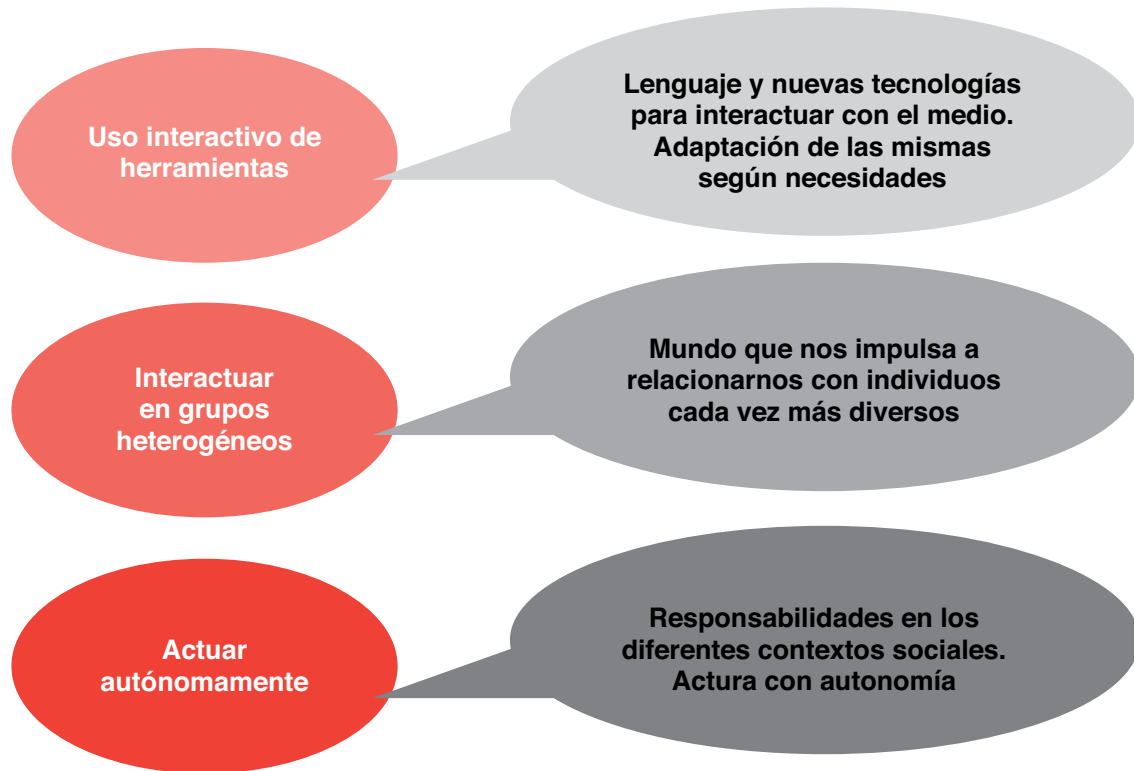 Uso interactivo de
herramientas
Lenguaje y nuevas tecnologías
para interactuar con el medio.
Adaptación de las mismas
según necesidades
Interactuar
en grupos
heterogéneos
Mundo que nos impulsa a
relacionarnos con individuos
cada vez más diversos
Actuar
autónomamente
Responsabilidades en los
diferentes contextos sociales.
Actura con autonomía